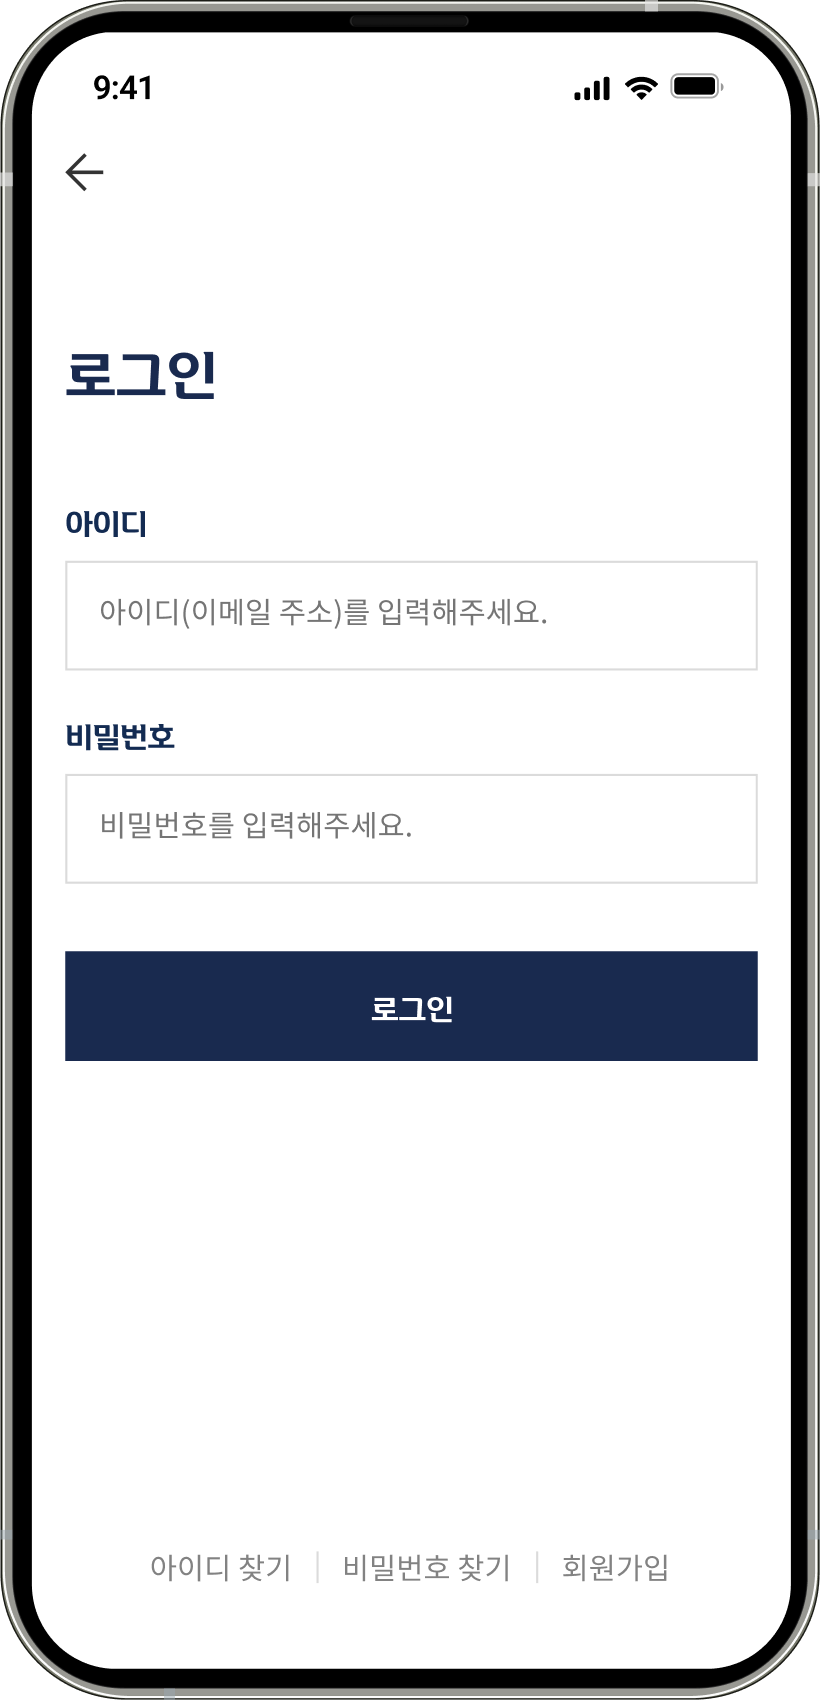 9:41
로그인
아이디
아이디(이메일 주소)를 입력해주세요.
비밀번호
비밀번호를 입력해주세요.
로그인
아이디 찾기 | 비밀번호 찾기 | 회원가입